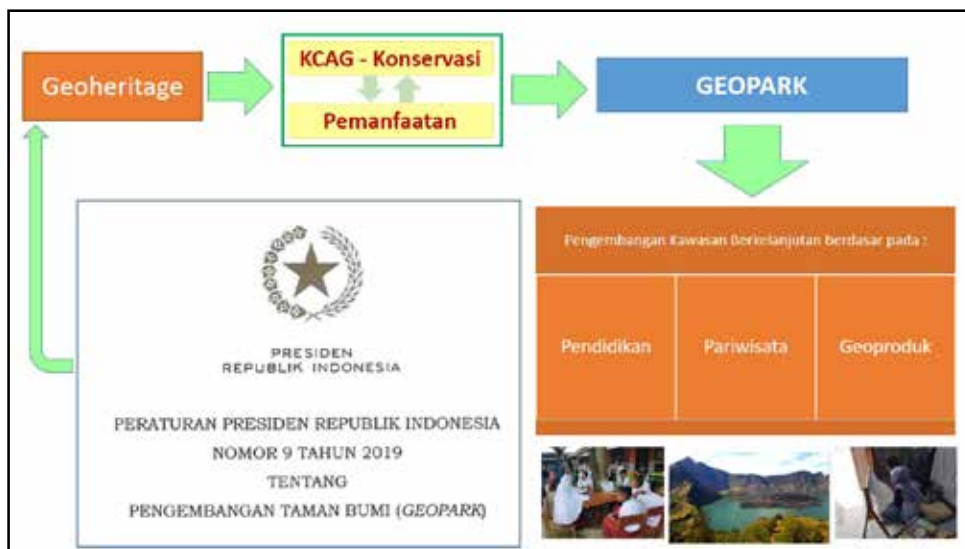 Geoheritage
KCAG - Konservasi
Pemanfaatan
GEOPARK
PRESIDEN
REPUBLIK INDONESIA
PERATURAN PRESIDEN REPUBLIK INDONESIA
NOMOR 9 TAHUN 2019
TENTANG
PENGEMBANGAN TAMAN BUMI (GEOPARK)
Pengembangan Kawasan Berkelanjutan Berdasar pada :
Pendidikan
Pariwisata
Geoproduk